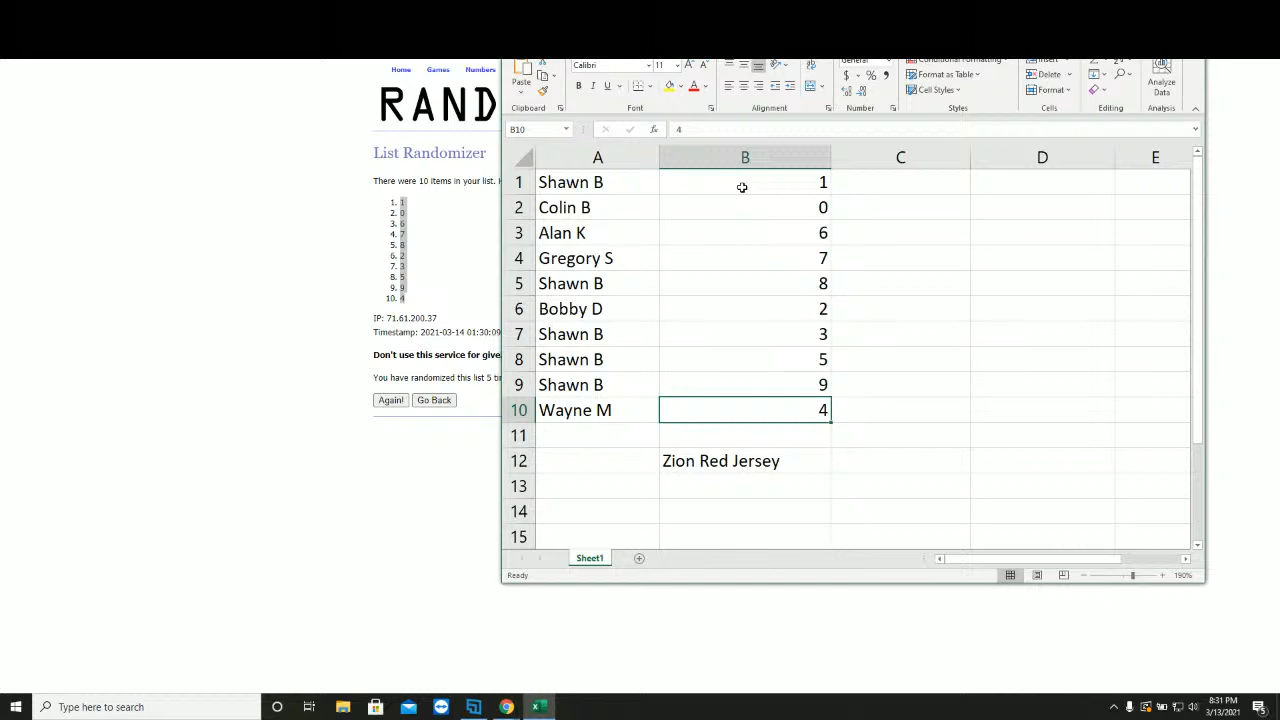 Home Games Numbers
RAND
List Randomizer
There were 10 items in your list. H
1. 1
2. 0
3. 6
4. 7
5. 8
6. 2
7. 3
8. 5
9. 9
10. 4
IP: 71.61.200.37
Timestamp: 2021-03-14 01:30:09
Don't use this service for give
You have randomized this list 5 ti
Again! Go Back
Paste
Calibri 11
General
Conditional Formatting
Format as Table
Cell Styles
Insert
Delete
Format
Analyze
Data
Clipboard Font Alignment Number Styles Cells Editing Analysis
B10 fx 4
A B C D E
1 Shawn B 1
2 Colin B 0
3 Alan K 6
4 Gregory S 7
5 Shawn B 8
6 Bobby D 2
7 Shawn B 3
8 Shawn B 5
9 Shawn B 9
10 Wayne M 4
11
12 Zion Red Jersey
13
14
15
Sheet1
Ready 190%
Type here to search
8:31 PM
3/13/2021
5